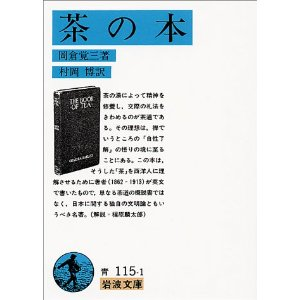 茶の本
岡倉覚三著
村岡 博訳
THE BOOK
OF TEA
茶の湯によって精神を
修養し、交際の礼法を
きわめるのが茶道であ
る。その理想は、禅で
いうところの「自性了
解」の悟りの境に至る
ことにある。この本は、
そうした「茶」を西洋人に理
解させるために著者(1862-1913)が英文
で書いたもので、単なる茶道の概説書では
なく、日本に関する独自の文明論ともいい
うべき名著。(解説・福原麟太郎)
青 115-1
岩波文庫